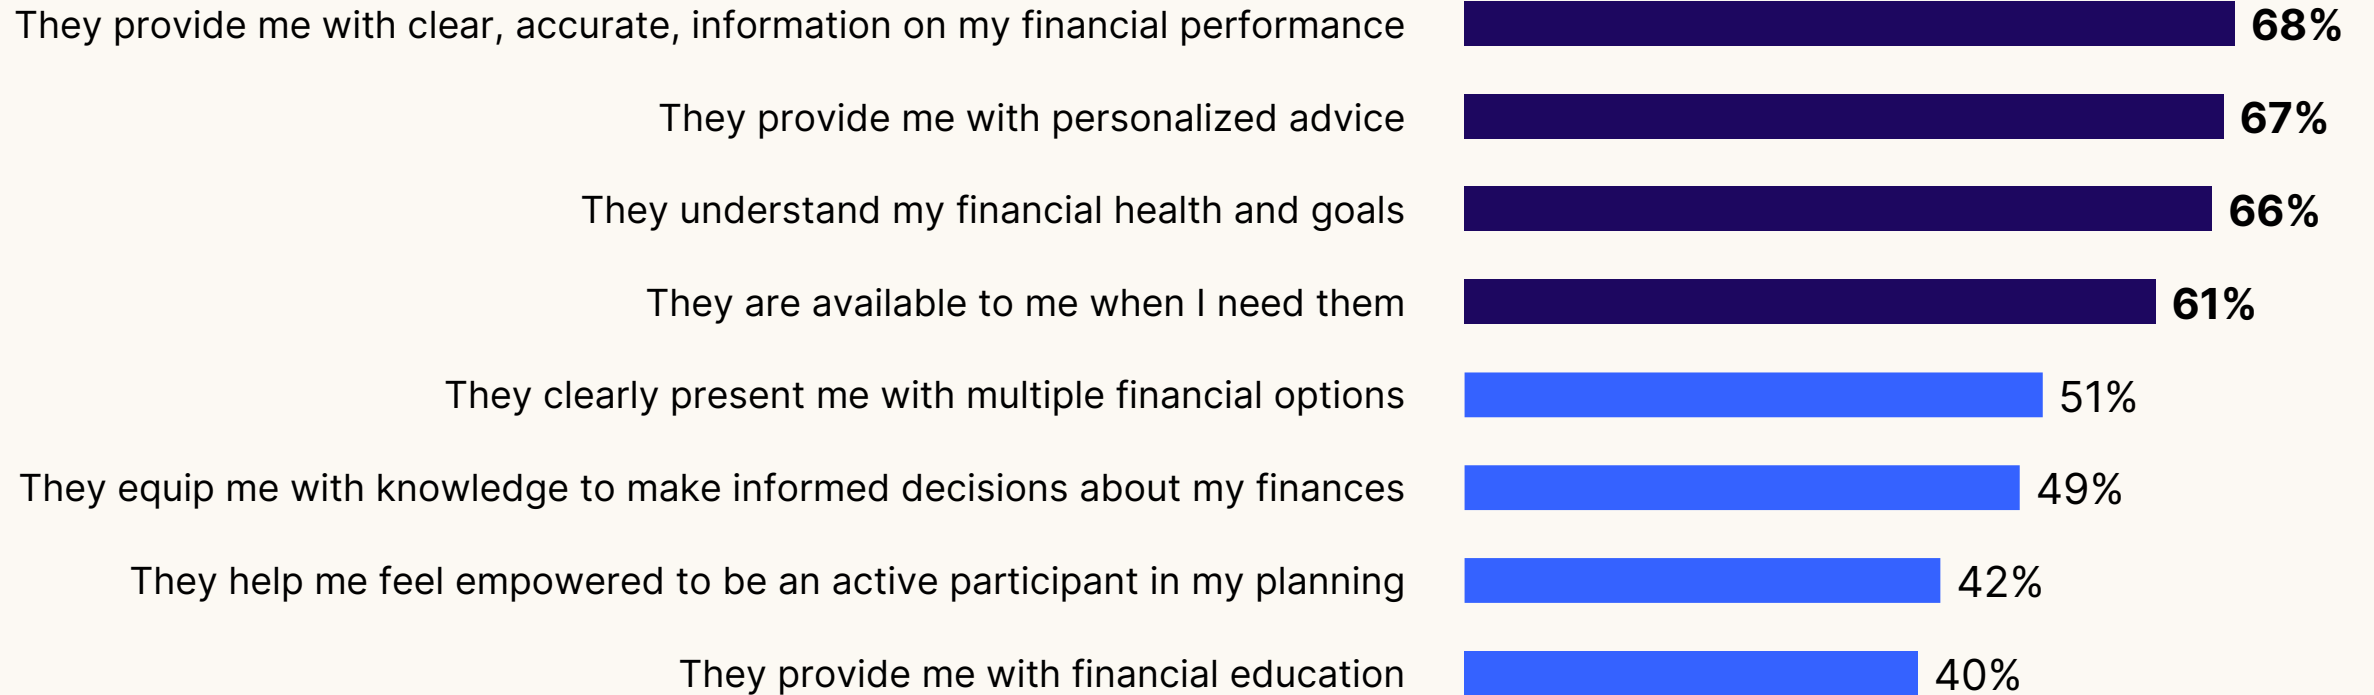 They provide me with clear, accurate, information on my financial performance 68%
They provide me with personalized advice 67%
They understand my financial health and goals 66%
They are available to me when I need them 61%
They clearly present me with multiple financial options 51%
They equip me with knowledge to make informed decisions about my finances 49%
They help me feel empowered to be an active participant in my planning 42%
They provide me with financial education 40%